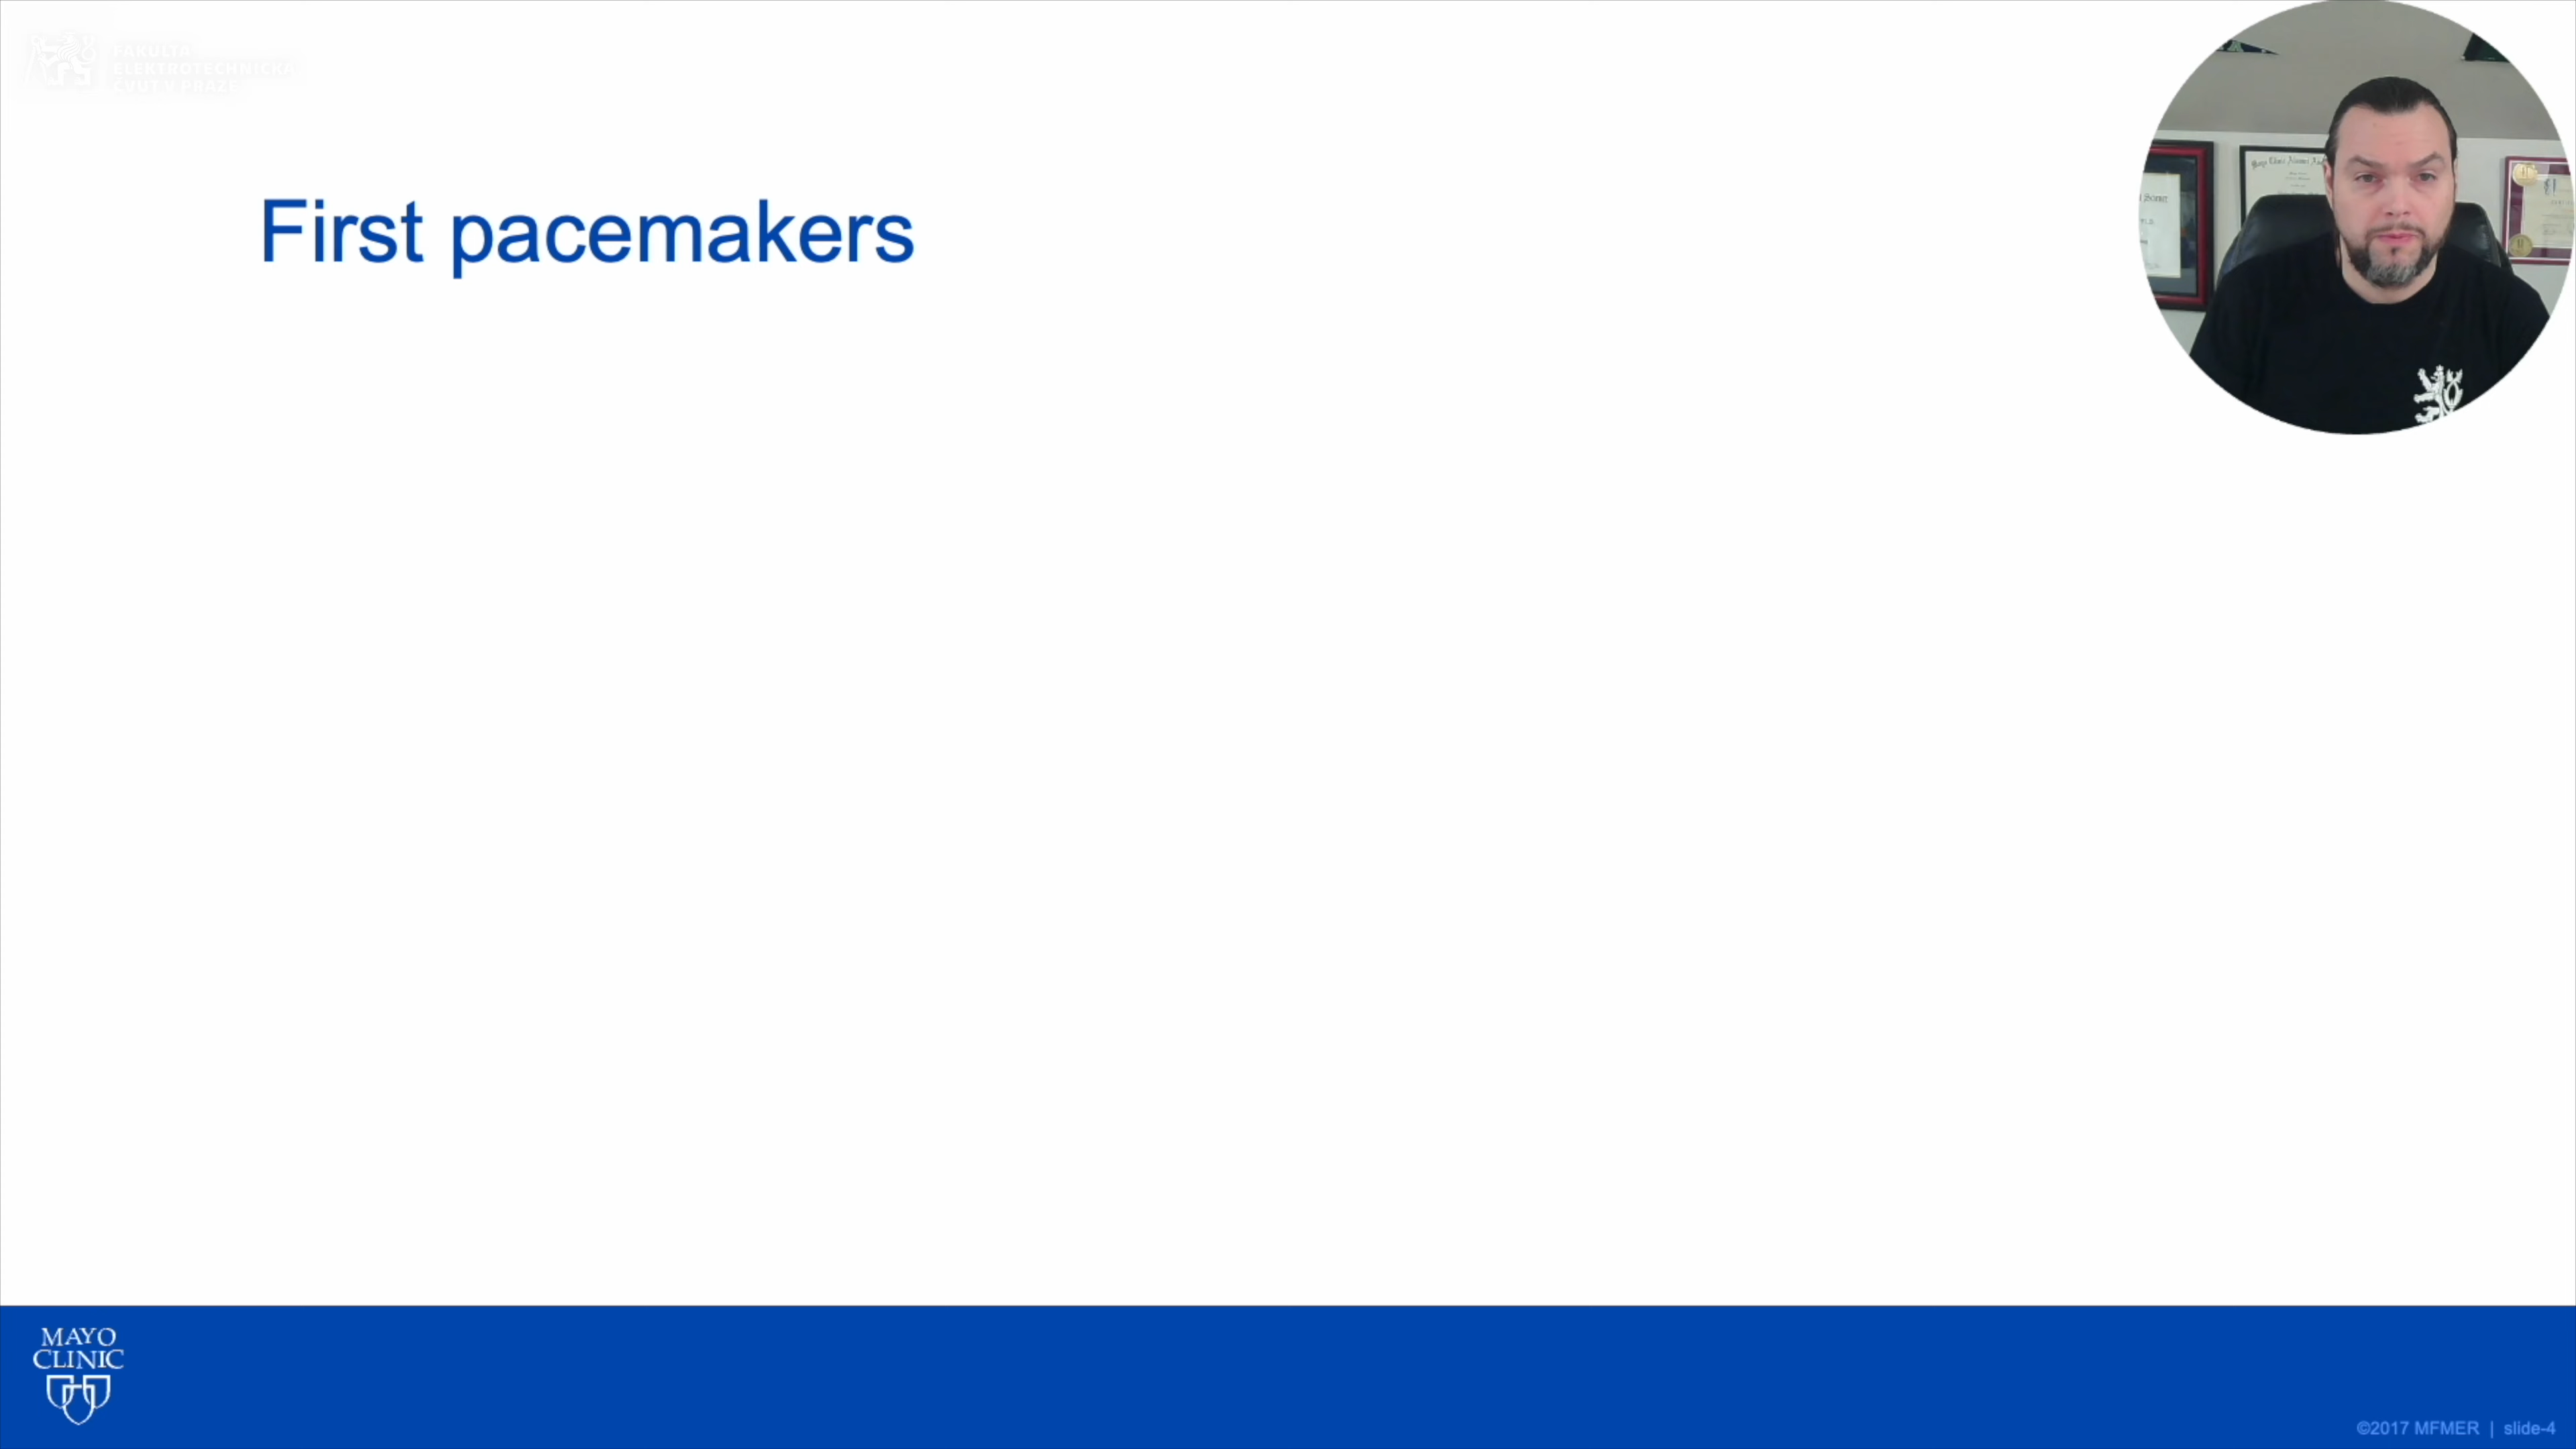 FAKULTA
ELEKTROTECHNICKÁ
ČVUT V PRAZE
First pacemakers
MAYO
CLINIC
©2017 MFMER | slide-4